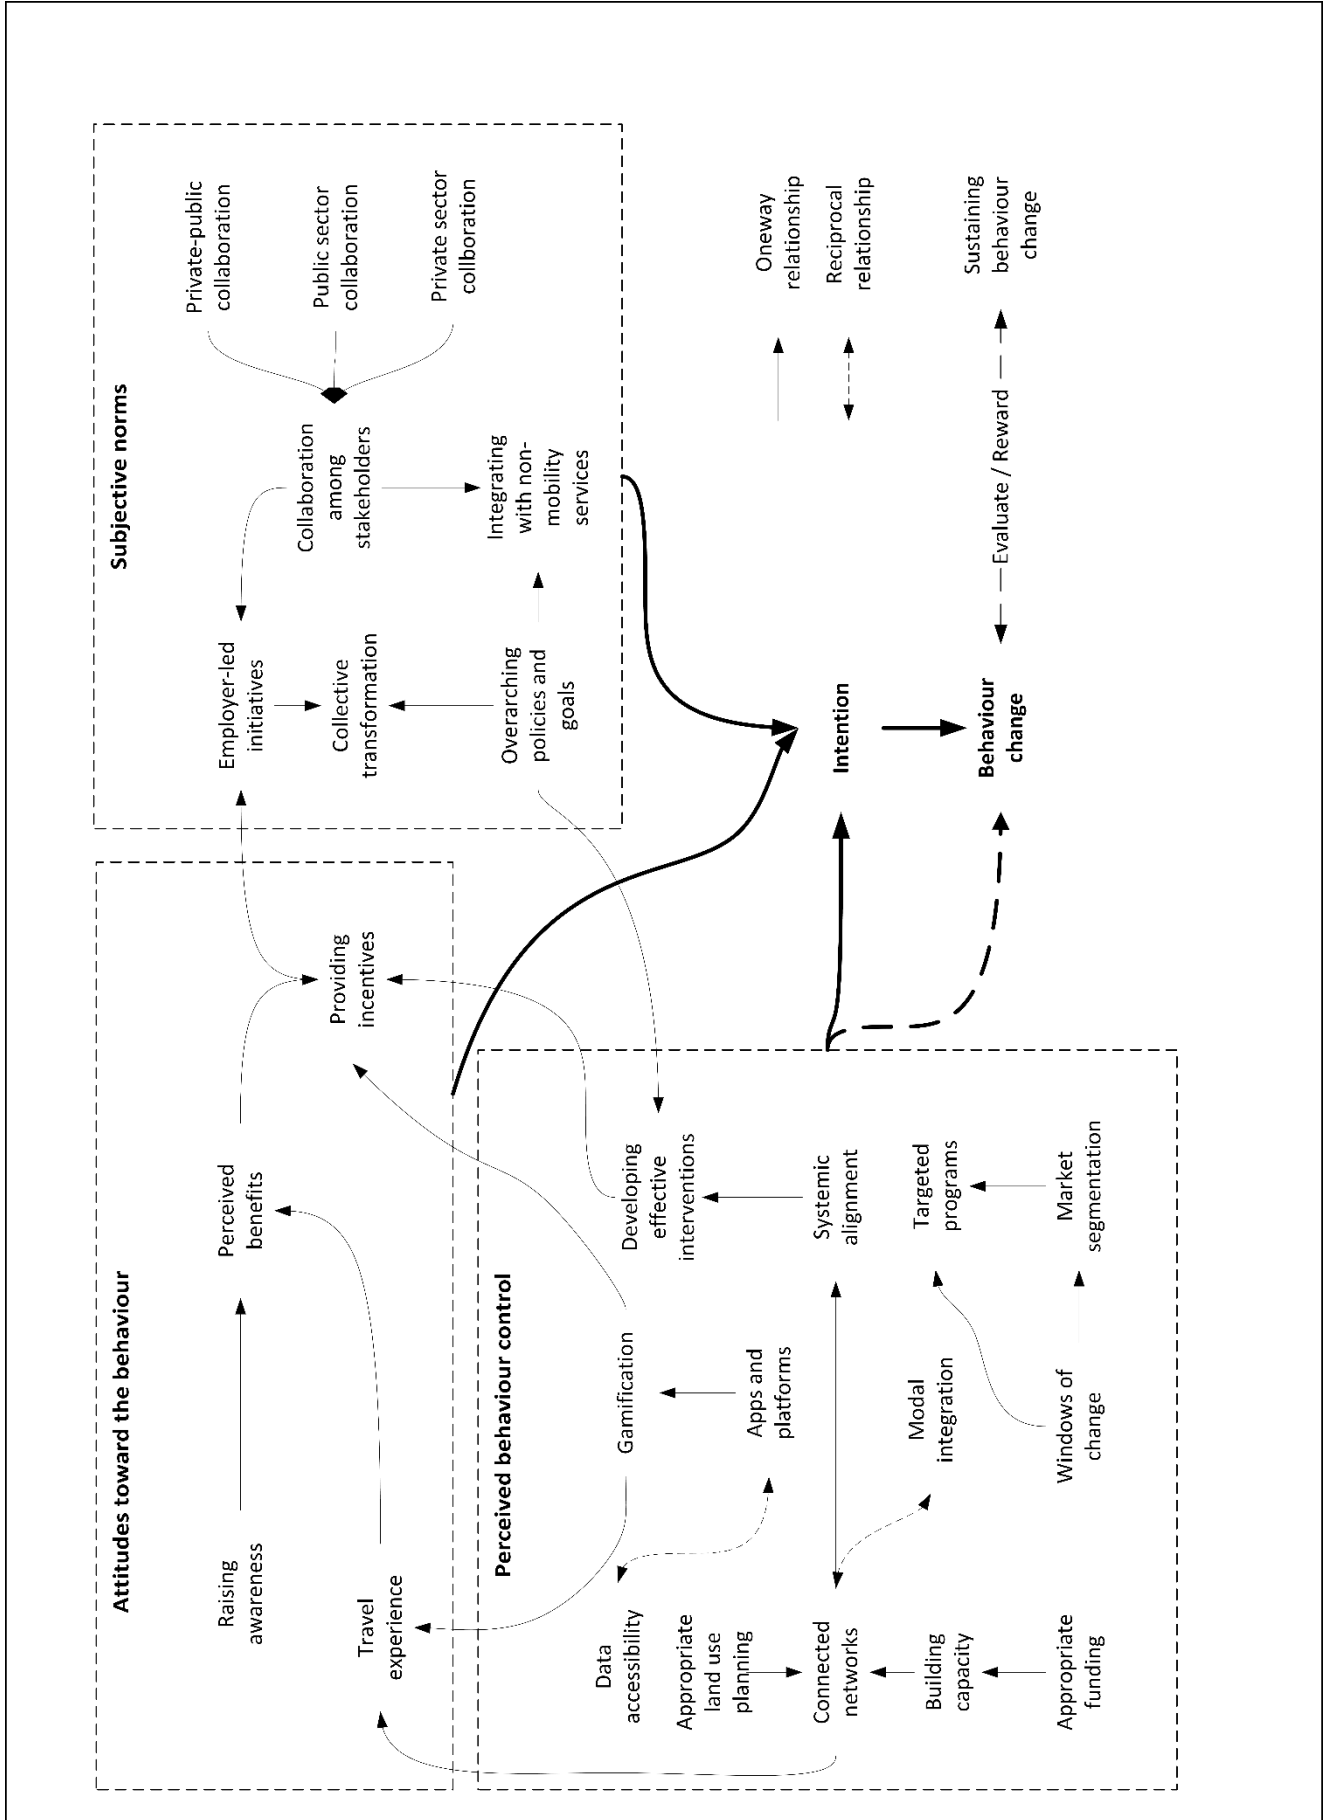 Attitudes toward the behaviour
Raising
awareness
Perceived
benefits
Travel
experience
Providing
incentives
Subjective norms
Employer-led
initiatives
Collective
transformation
Overarching
policies and
goals
Collaboration
among
stakeholders
Integrating
with non-
mobility
services
Private-public
collaboration
Public sector
collaboration
Private sector
collboration
Perceived behaviour control
Data
accessibility
Appropriate
land use
planning
Connected
networks
Building
capacity
Appropriate
funding
Gamification
Apps and
platforms
Modal
integration
Windows of
change
Developing
effective
interventions
Systemic
alignment
Targeted
programs
Market
segmentation
Intention
Behaviour
change
Evaluate / Reward
Sustaining
behaviour
change
Oneway
relationship
Reciprocal
relationship